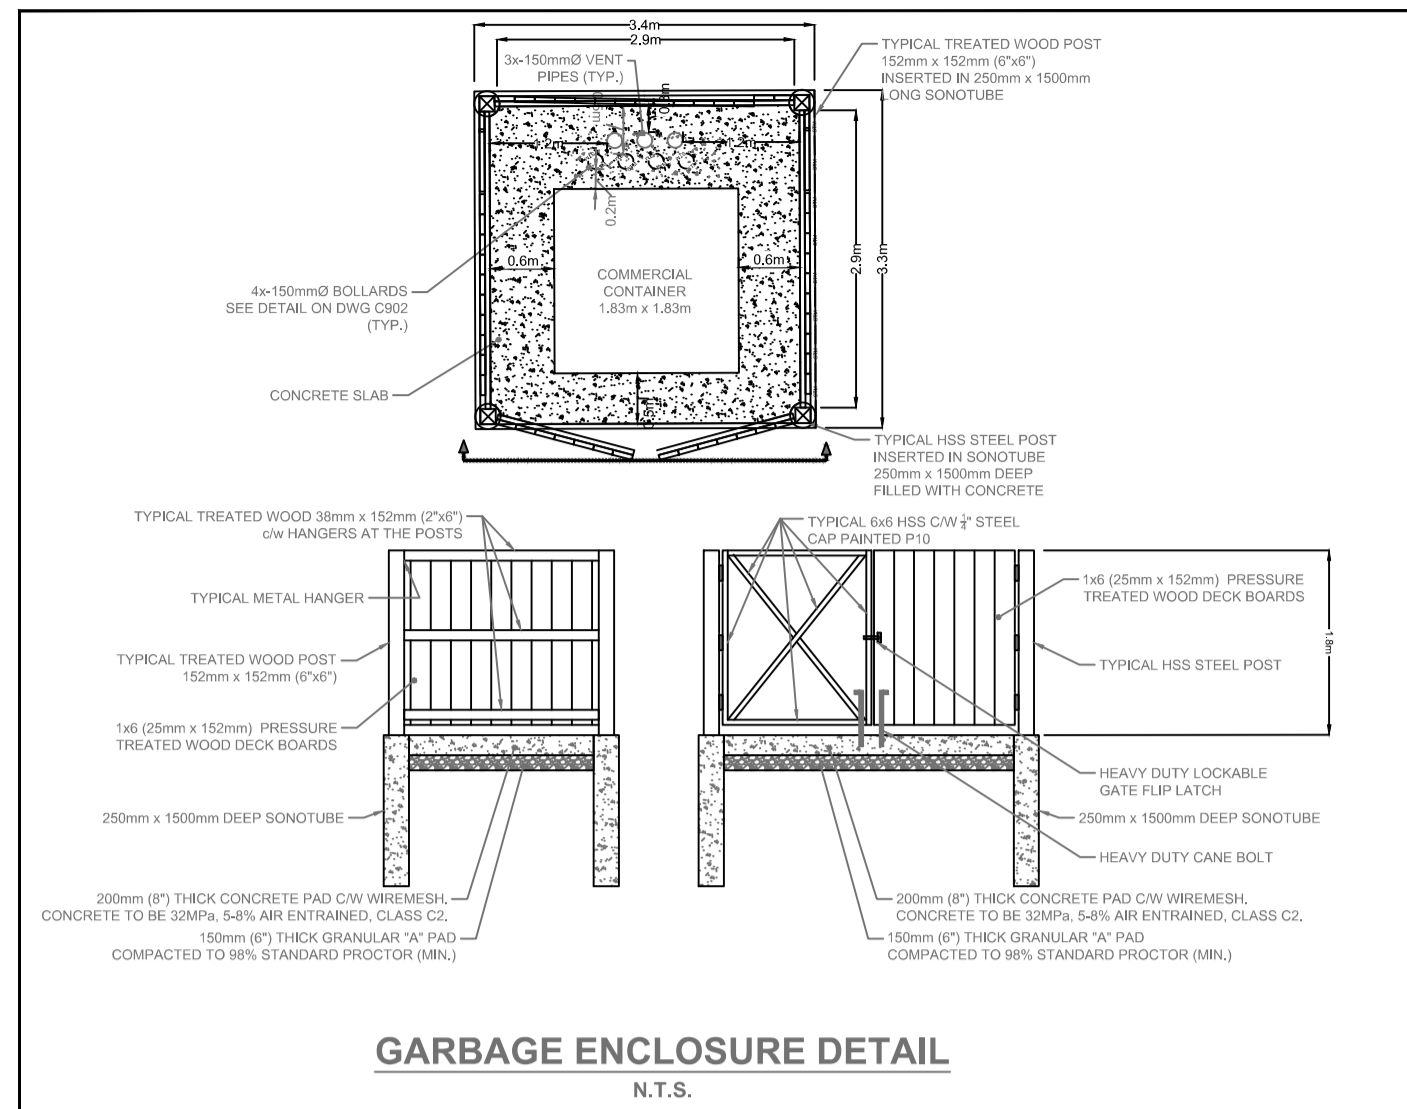 3.4m
2.9m
3x-150mmØ VENT
PIPES (TYP.)
TYPICAL TREATED WOOD POST
152mm x 152mm (6"x6")
INSERTED IN 250mm x 1500mm
LONG SONOTUBE
0.3m
1.2m
1.2m
0.2m
2.9m
3.3m
0.6m
0.6m
COMMERCIAL
CONTAINER
1.83m x 1.83m
4x-150mmØ BOLLARDS
SEE DETAIL ON DWG C902
(TYP.)
CONCRETE SLAB
0.5m
TYPICAL HSS STEEL POST
INSERTED IN SONOTUBE
250mm x 1500mm DEEP
FILLED WITH CONCRETE
TYPICAL TREATED WOOD 38mm x 152mm (2"x6")
c/w HANGERS AT THE POSTS
TYPICAL METAL HANGER
TYPICAL TREATED WOOD POST
152mm x 152mm (6"x6")
1x6 (25mm x 152mm) PRESSURE
TREATED WOOD DECK BOARDS
250mm x 1500mm DEEP SONOTUBE
200mm (8") THICK CONCRETE PAD C/W WIREMESH.
CONCRETE TO BE 32MPa, 5-8% AIR ENTRAINED, CLASS C2.
150mm (6") THICK GRANULAR "A" PAD
COMPACTED TO 98% STANDARD PROCTOR (MIN.)
TYPICAL 6x6 HSS C/W 1/4" STEEL
CAP PAINTED P10
1x6 (25mm x 152mm) PRESSURE
TREATED WOOD DECK BOARDS
1.8m
TYPICAL HSS STEEL POST
HEAVY DUTY LOCKABLE
GATE FLIP LATCH
250mm x 1500mm DEEP SONOTUBE
HEAVY DUTY CANE BOLT
200mm (8") THICK CONCRETE PAD C/W WIREMESH.
CONCRETE TO BE 32MPa, 5-8% AIR ENTRAINED, CLASS C2.
150mm (6") THICK GRANULAR "A" PAD
COMPACTED TO 98% STANDARD PROCTOR (MIN.)
GARBAGE ENCLOSURE DETAIL
N.T.S.